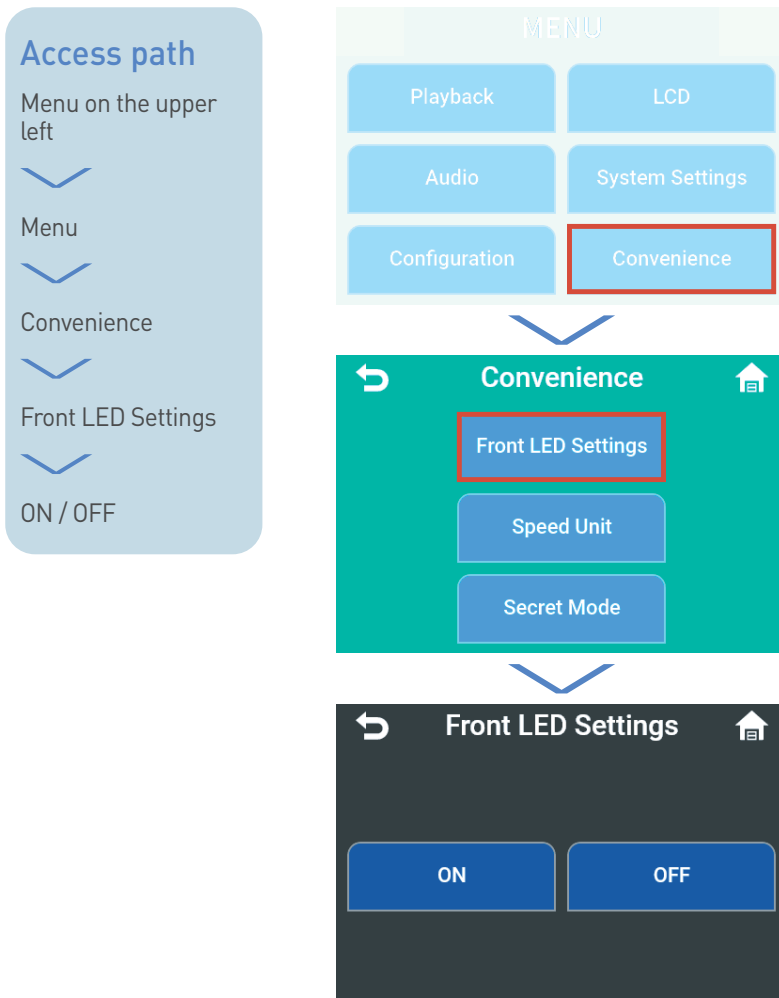 Access path
Menu on the upper
left
Menu
Convenience
Front LED Settings
ON / OFF
MENU
Playback
LCD
Audio
System Settings
Configuration
Convenience
Convenience
Front LED Settings
Speed Unit
Secret Mode
Front LED Settings
ON
OFF